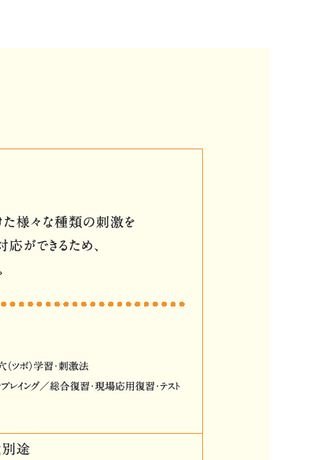 けた様々な種類の刺激を
対応ができるため、
。
穴(ツボ)学習・刺激法
プレイング／総合復習・現場応用復習・テスト
別途